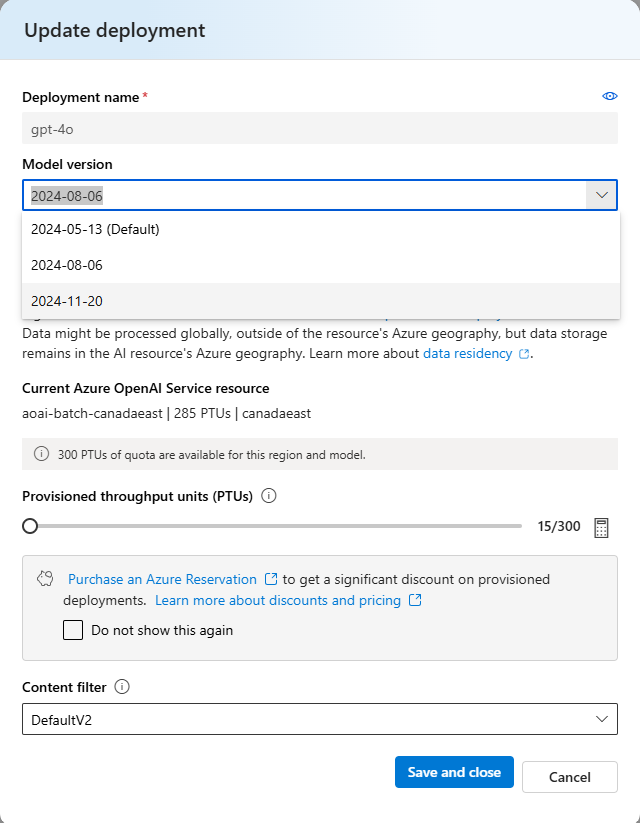 Update deployment
Deployment name *
gpt-4o
Model version
2024-08-06
2024-05-13 (Default)
2024-08-06
2024-11-20
Data might be processed globally, outside of the resource's Azure geography, but data storage
remains in the AI resource's Azure geography. Learn more about data residency.
Current Azure OpenAI Service resource
aoai-batch-canadaeast | 285 PTUs | canadaeast
300 PTUs of quota are available for this region and model.
Provisioned throughput units (PTUs)
15/300
Purchase an Azure Reservation to get a significant discount on provisioned
deployments. Learn more about discounts and pricing
Do not show this again
Content filter
DefaultV2
Save and close
Cancel